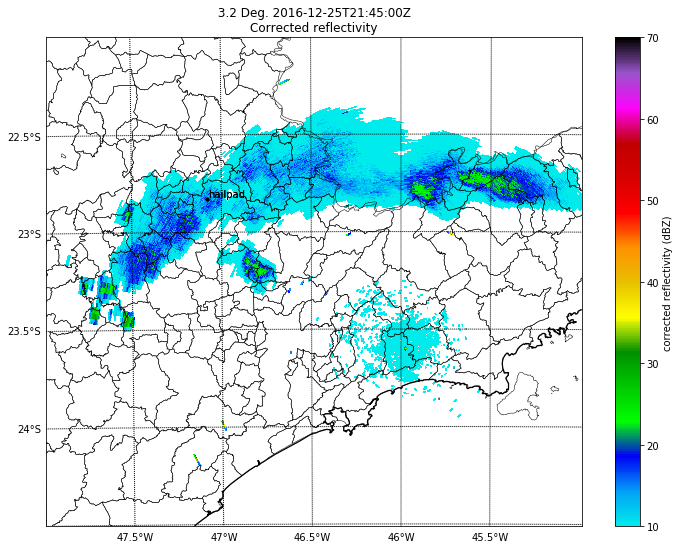 3.2 Deg. 2016-12-25T21:45:00Z
Corrected reflectivity
22.5°S
23°S
23.5°S
24°S
47.5°W
47°W
46.5°W
46°W
45.5°W
hailpad
70
60
50
40
30
20
10
corrected reflectivity (dBZ)